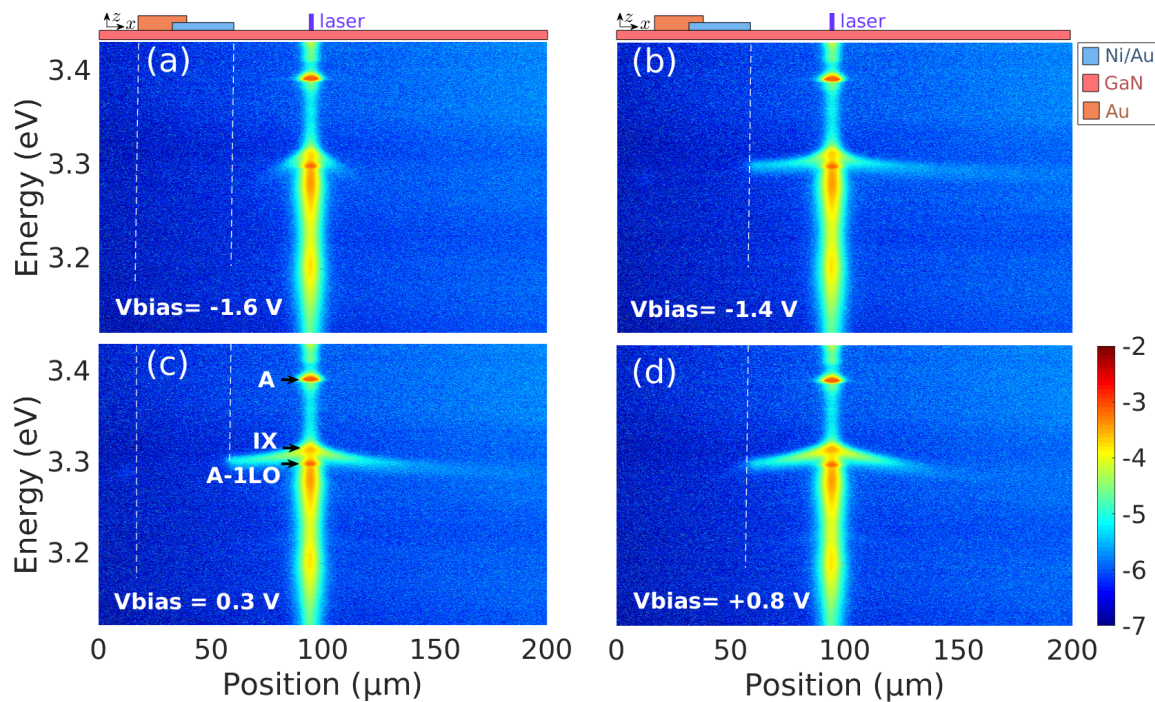 z x laser
z x laser
Ni/Au
GaN
Au
(a)
(b)
Energy (eV)
3.4
3.3
3.2
Vbias= -1.6 V
Vbias= -1.4 V
(c)
(d)
Energy (eV)
3.4
3.3
3.2
A
IX
A-1LO
Vbias = 0.3 V
Vbias= +0.8 V
-2
-3
-4
-5
-6
-7
0 50 100 150 200
0 50 100 150 200
Position (μm)
Position (μm)